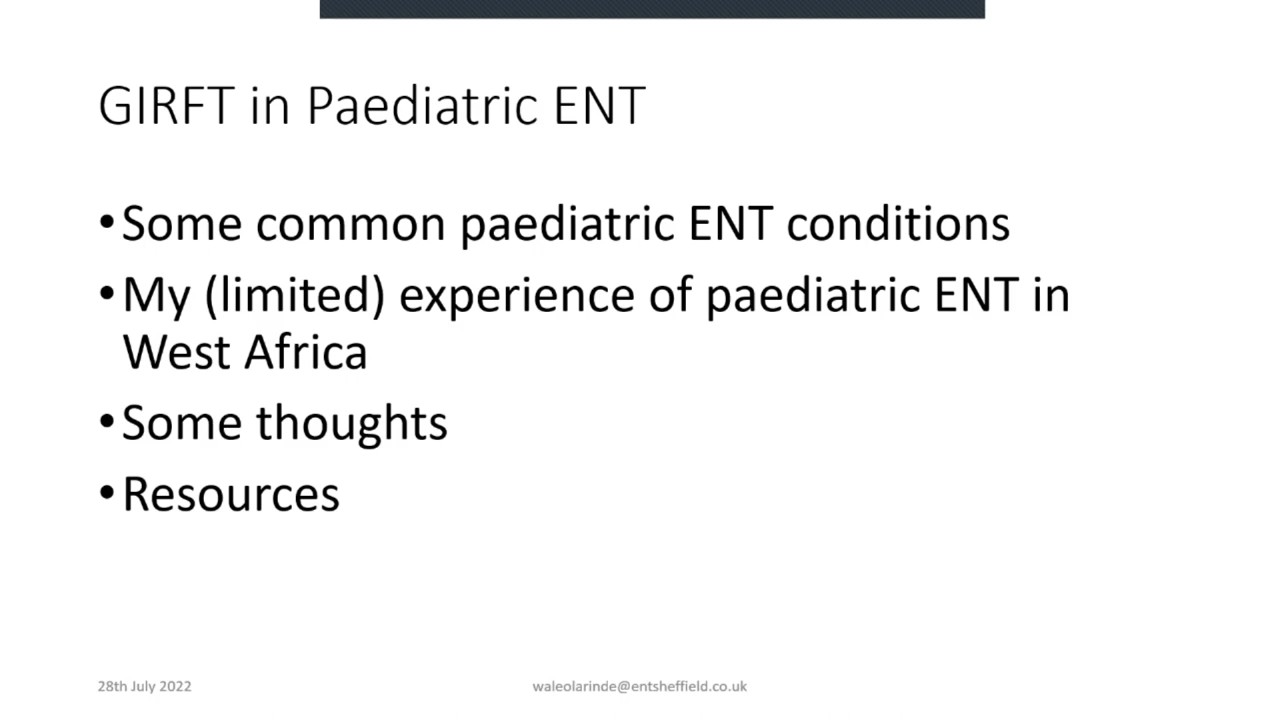 GIRFT in Paediatric ENT
•Some common paediatric ENT conditions
•My (limited) experience of paediatric ENT in
West Africa
•Some thoughts
•Resources
28th July 2022
waleolarinde@entsheffield.co.uk